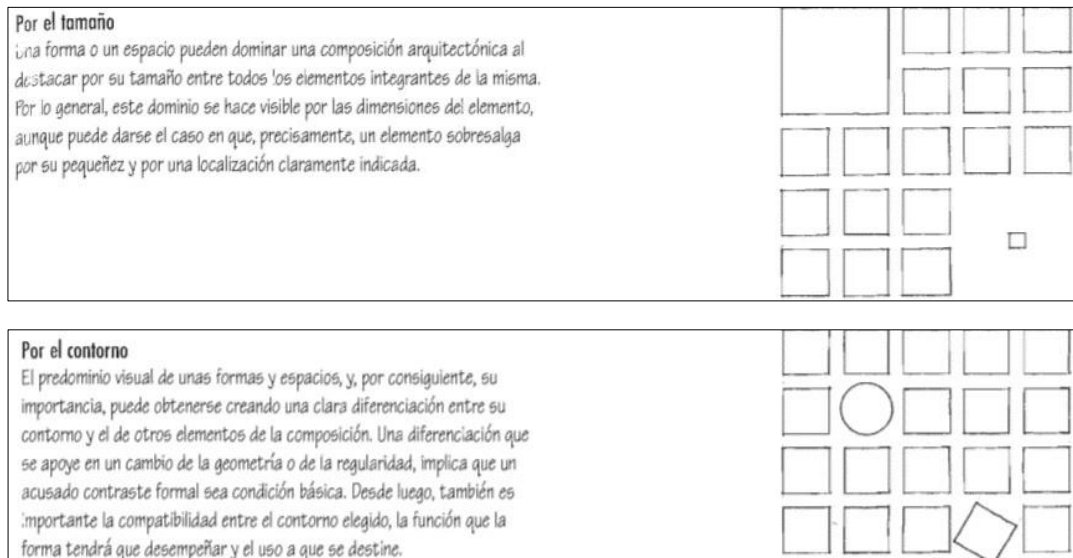 Por el tamaño
Una forma o un espacio pueden dominar una composición arquitectónica al
destacar por su tamaño entre todos los elementos integrantes de la misma.
Por lo general, este dominio se hace visible por las dimensiones del elemento,
aunque puede darse el caso en que, precisamente, un elemento sobresalga
por su pequeñez y por una localización claramente indicada.
Por el contorno
El predominio visual de unas formas y espacios, y, por consiguiente, su
importancia, puede obtenerse creando una clara diferenciación entre su
contorno y el de otros elementos de la composición. Una diferenciación que
se apoye en un cambio de la geometría o de la regularidad, implica que un
acusado contraste formal sea condición básica. Desde luego, también es
importante la compatibilidad entre el contorno elegido, la función que la
forma tendrá que desempeñar y el uso a que se destine.